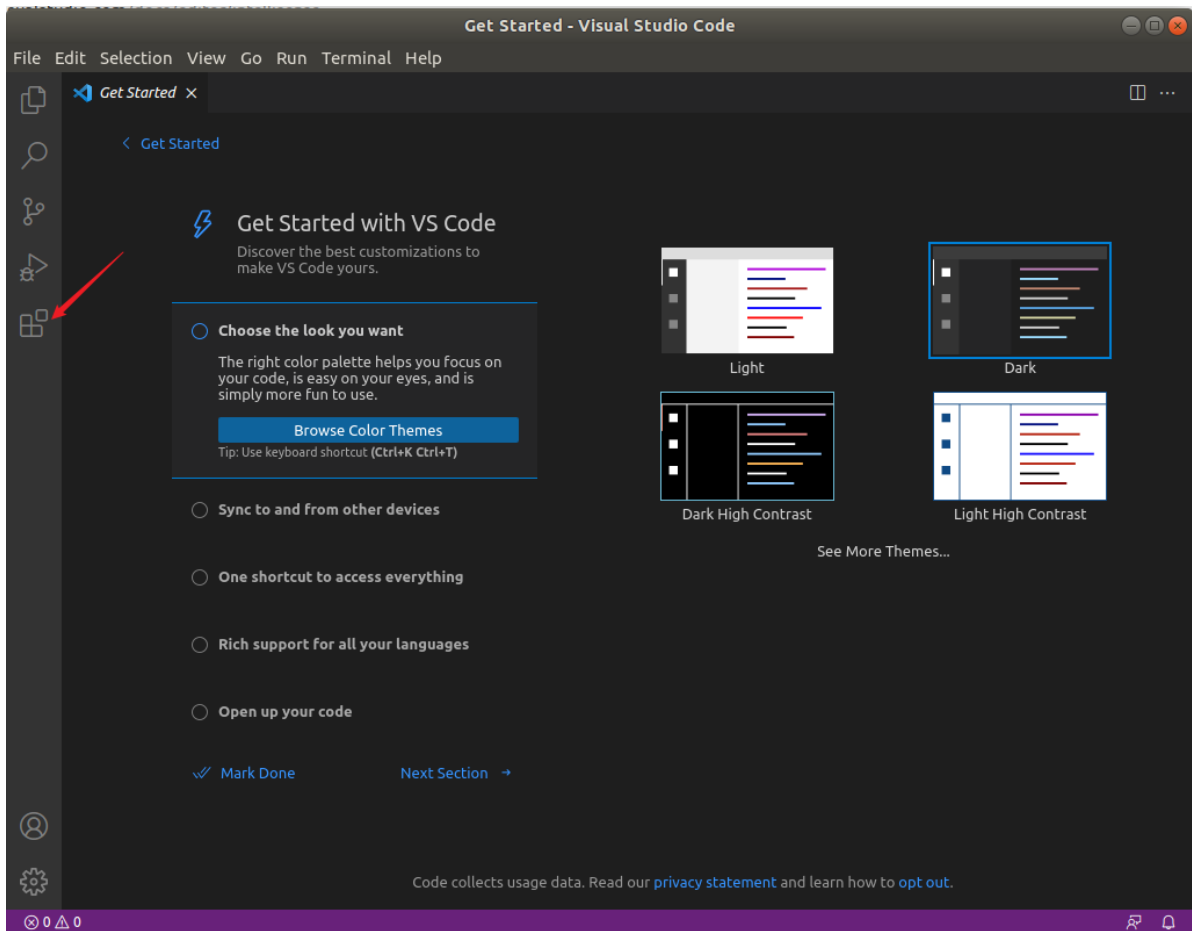 Get Started - Visual Studio Code
File Edit Selection View Go Run Terminal Help
Get Started
Get Started
Get Started with VS Code
Discover the best customizations to
make VS Code yours.
Choose the look you want
The right color palette helps you focus on
your code, is easy on your eyes, and is
simply more fun to use.
Browse Color Themes
Tip: Use keyboard shortcut (Ctrl+K Ctrl+T)
Sync to and from other devices
One shortcut to access everything
Rich support for all your languages
Open up your code
Mark Done
Next Section
Light
Dark
Dark High Contrast
Light High Contrast
See More Themes...
Code collects usage data. Read our privacy statement and learn how to opt out.
0 0